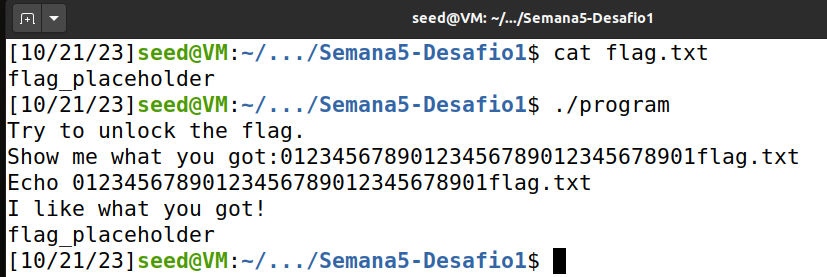 seed@VM: ~/.../Semana5-Desafio1
[10/21/23]seed@VM:~/.../Semana5-Desafio1$ cat flag.txt
flag_placeholder
[10/21/23]seed@VM:~/.../Semana5-Desafio1$ ./program
Try to unlock the flag.
Show me what you got:01234567890123456789012345678901flag.txt
Echo 01234567890123456789012345678901flag.txt
I like what you got!
flag_placeholder
[10/21/23]seed@VM:~/.../Semana5-Desafio1$